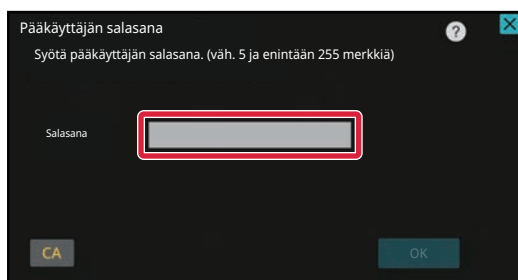 Pääkäyttäjän salasana
Syötä pääkäyttäjän salasana. (väh. 5 ja enintään 255 merkkiä)
Salasana
CA
OK